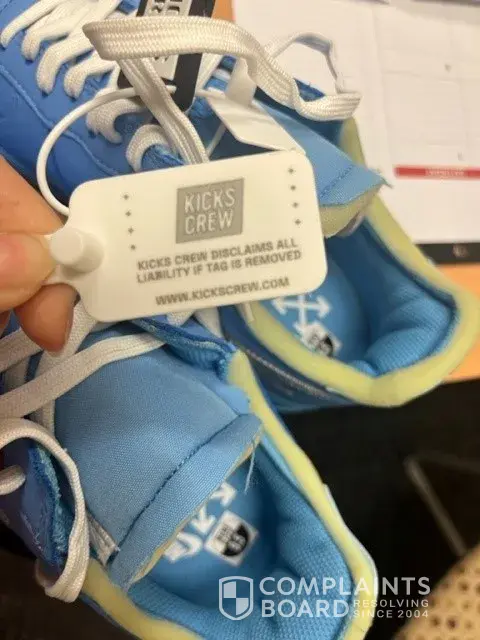 KICKS
CREW
KICKS CREW DISCLAIMS ALL
LIABILITY IF TAG IS REMOVED
WWW.KICKSCREW.COM
COMPLAINTS
BOARD RESOLVING
SINCE 2004